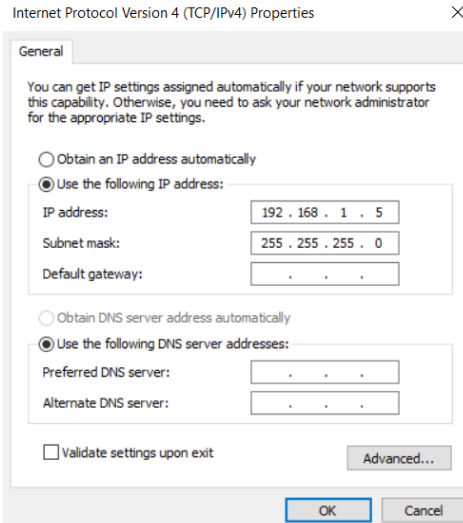 Internet Protocol Version 4 (TCP/IPv4) Properties
General
You can get IP settings assigned automatically if your network supports
this capability. Otherwise, you need to ask your network administrator
for the appropriate IP settings.
Obtain an IP address automatically
Use the following IP address:
IP address: 192 . 168 . 1 . 5
Subnet mask: 255 . 255 . 255 . 0
Default gateway: . . .
Obtain DNS server address automatically
Use the following DNS server addresses:
Preferred DNS server: . . .
Alternate DNS server: . . .
Validate settings upon exit
Advanced...
OK Cancel